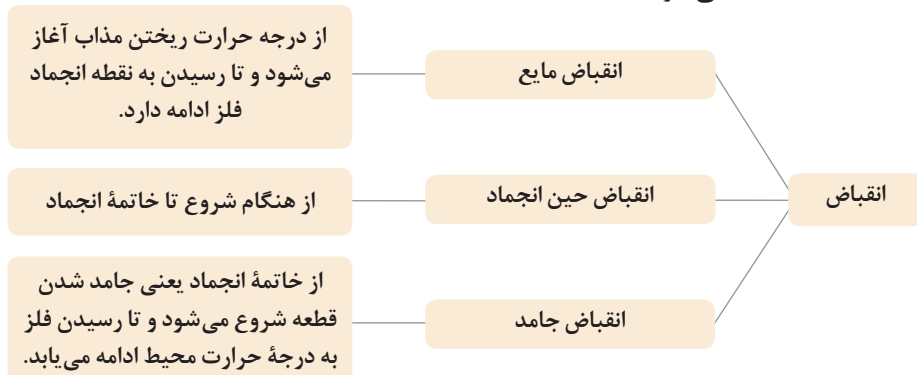 انقباض
انقباض مایع
از درجه حرارت ریختن مذاب آغاز
می‌شود و تا رسیدن به نقطه انجماد
فلز ادامه دارد.
انقباض حین انجماد
از هنگام شروع تا خاتمهٔ انجماد
انقباض جامد
از خاتمهٔ انجماد یعنی جامد شدن
قطعه شروع می‌شود و تا رسیدن فلز
به درجهٔ حرارت محیط ادامه می‌یابد.